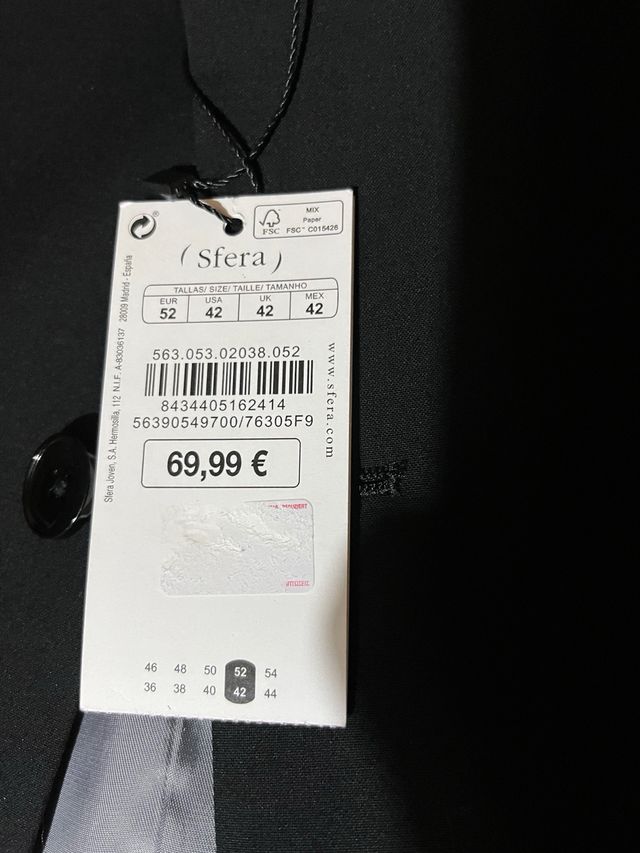 MIX
Paper
FSC
FSC™ C015426
(Sfera)
TALLAS/ SIZE/ TAILLE/ TAMANHO
EUR USA UK MEX
52 42 42 42
563.053.02038.052
8434405162414
56390549700/76305F9
69,99 €
www.sfera.com
Sfera Joven, S.A. Hermosilla, 112 N.I.F. A-83036137 28009 Madrid - España
46 48 50 52 54
36 38 40 42 44